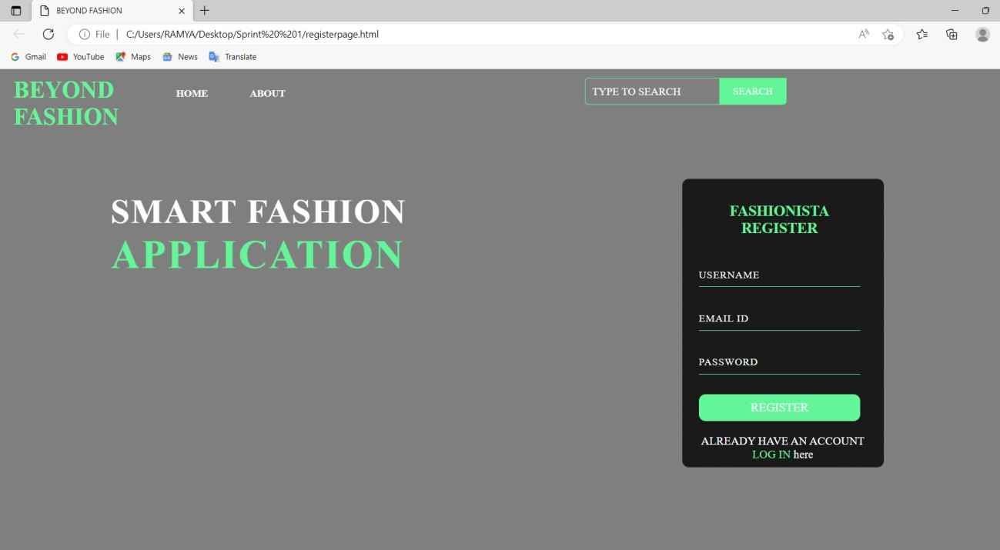 BEYOND FASHION
File | C:/Users/RAMYA/Desktop/Sprint%20%201/registerpage.html
Gmail YouTube Maps News Translate
BEYOND
FASHION
HOME ABOUT
TYPE TO SEARCH SEARCH
SMART FASHION
APPLICATION
FASHIONISTA
REGISTER
USERNAME
EMAIL ID
PASSWORD
REGISTER
ALREADY HAVE AN ACCOUNT
LOG IN here